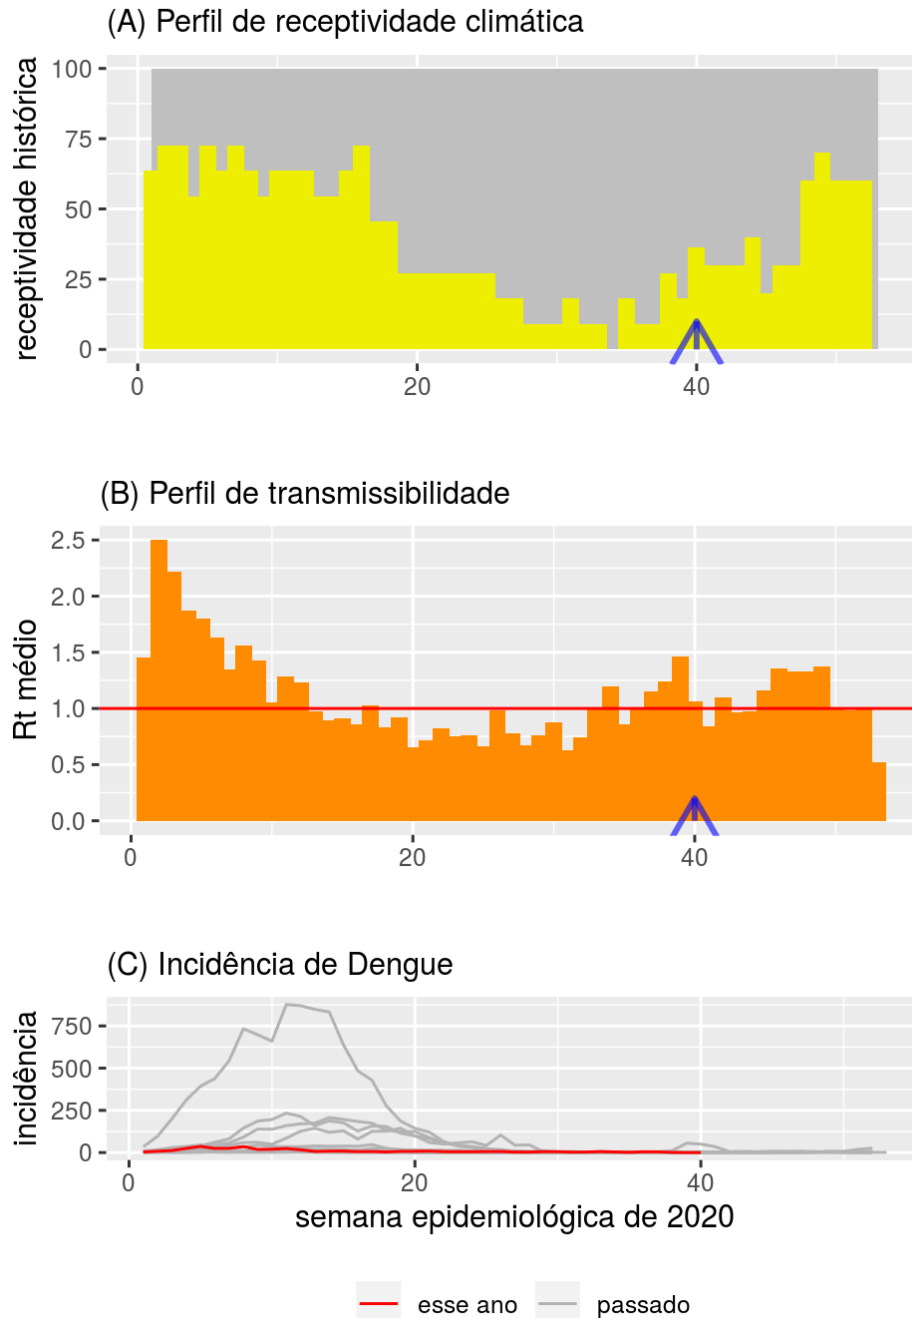 (A) Perfil de receptividade climática
receptividade histórica
100
75
50
25
0
0 20 40
(B) Perfil de transmissibilidade
Rt médio
2.5
2.0
1.5
1.0
0.5
0.0
0 20 40
(C) Incidência de Dengue
incidência
750
500
250
0
0 20 40
semana epidemiológica de 2020
esse ano passado